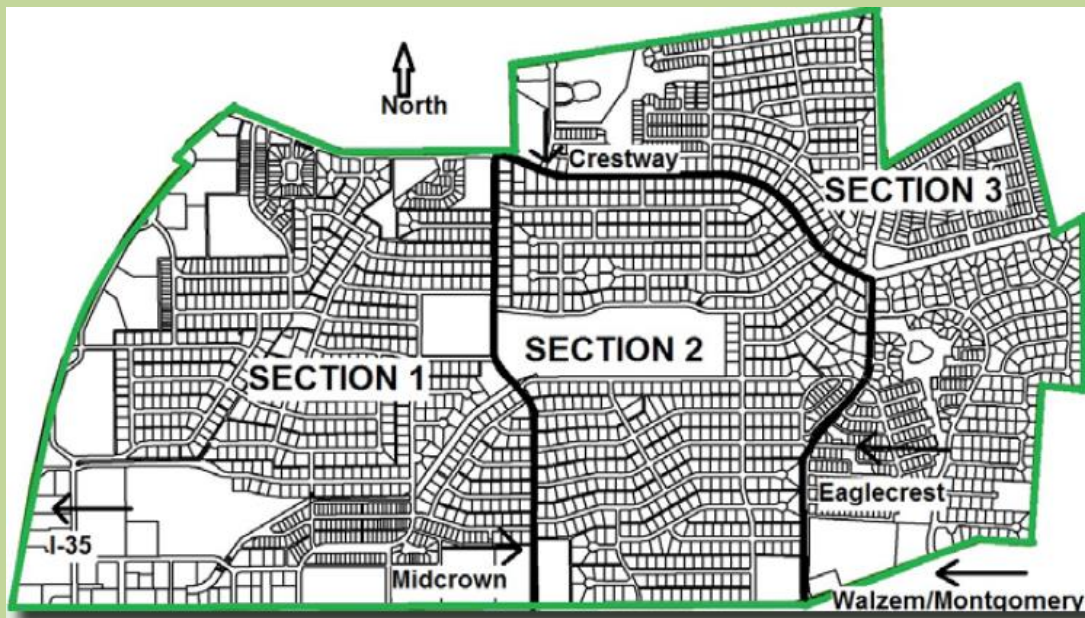 North
Crestway
SECTION 3
SECTION 2
SECTION 1
Eaglecrest
I-35
Midcrown
Walzem/Montgomery